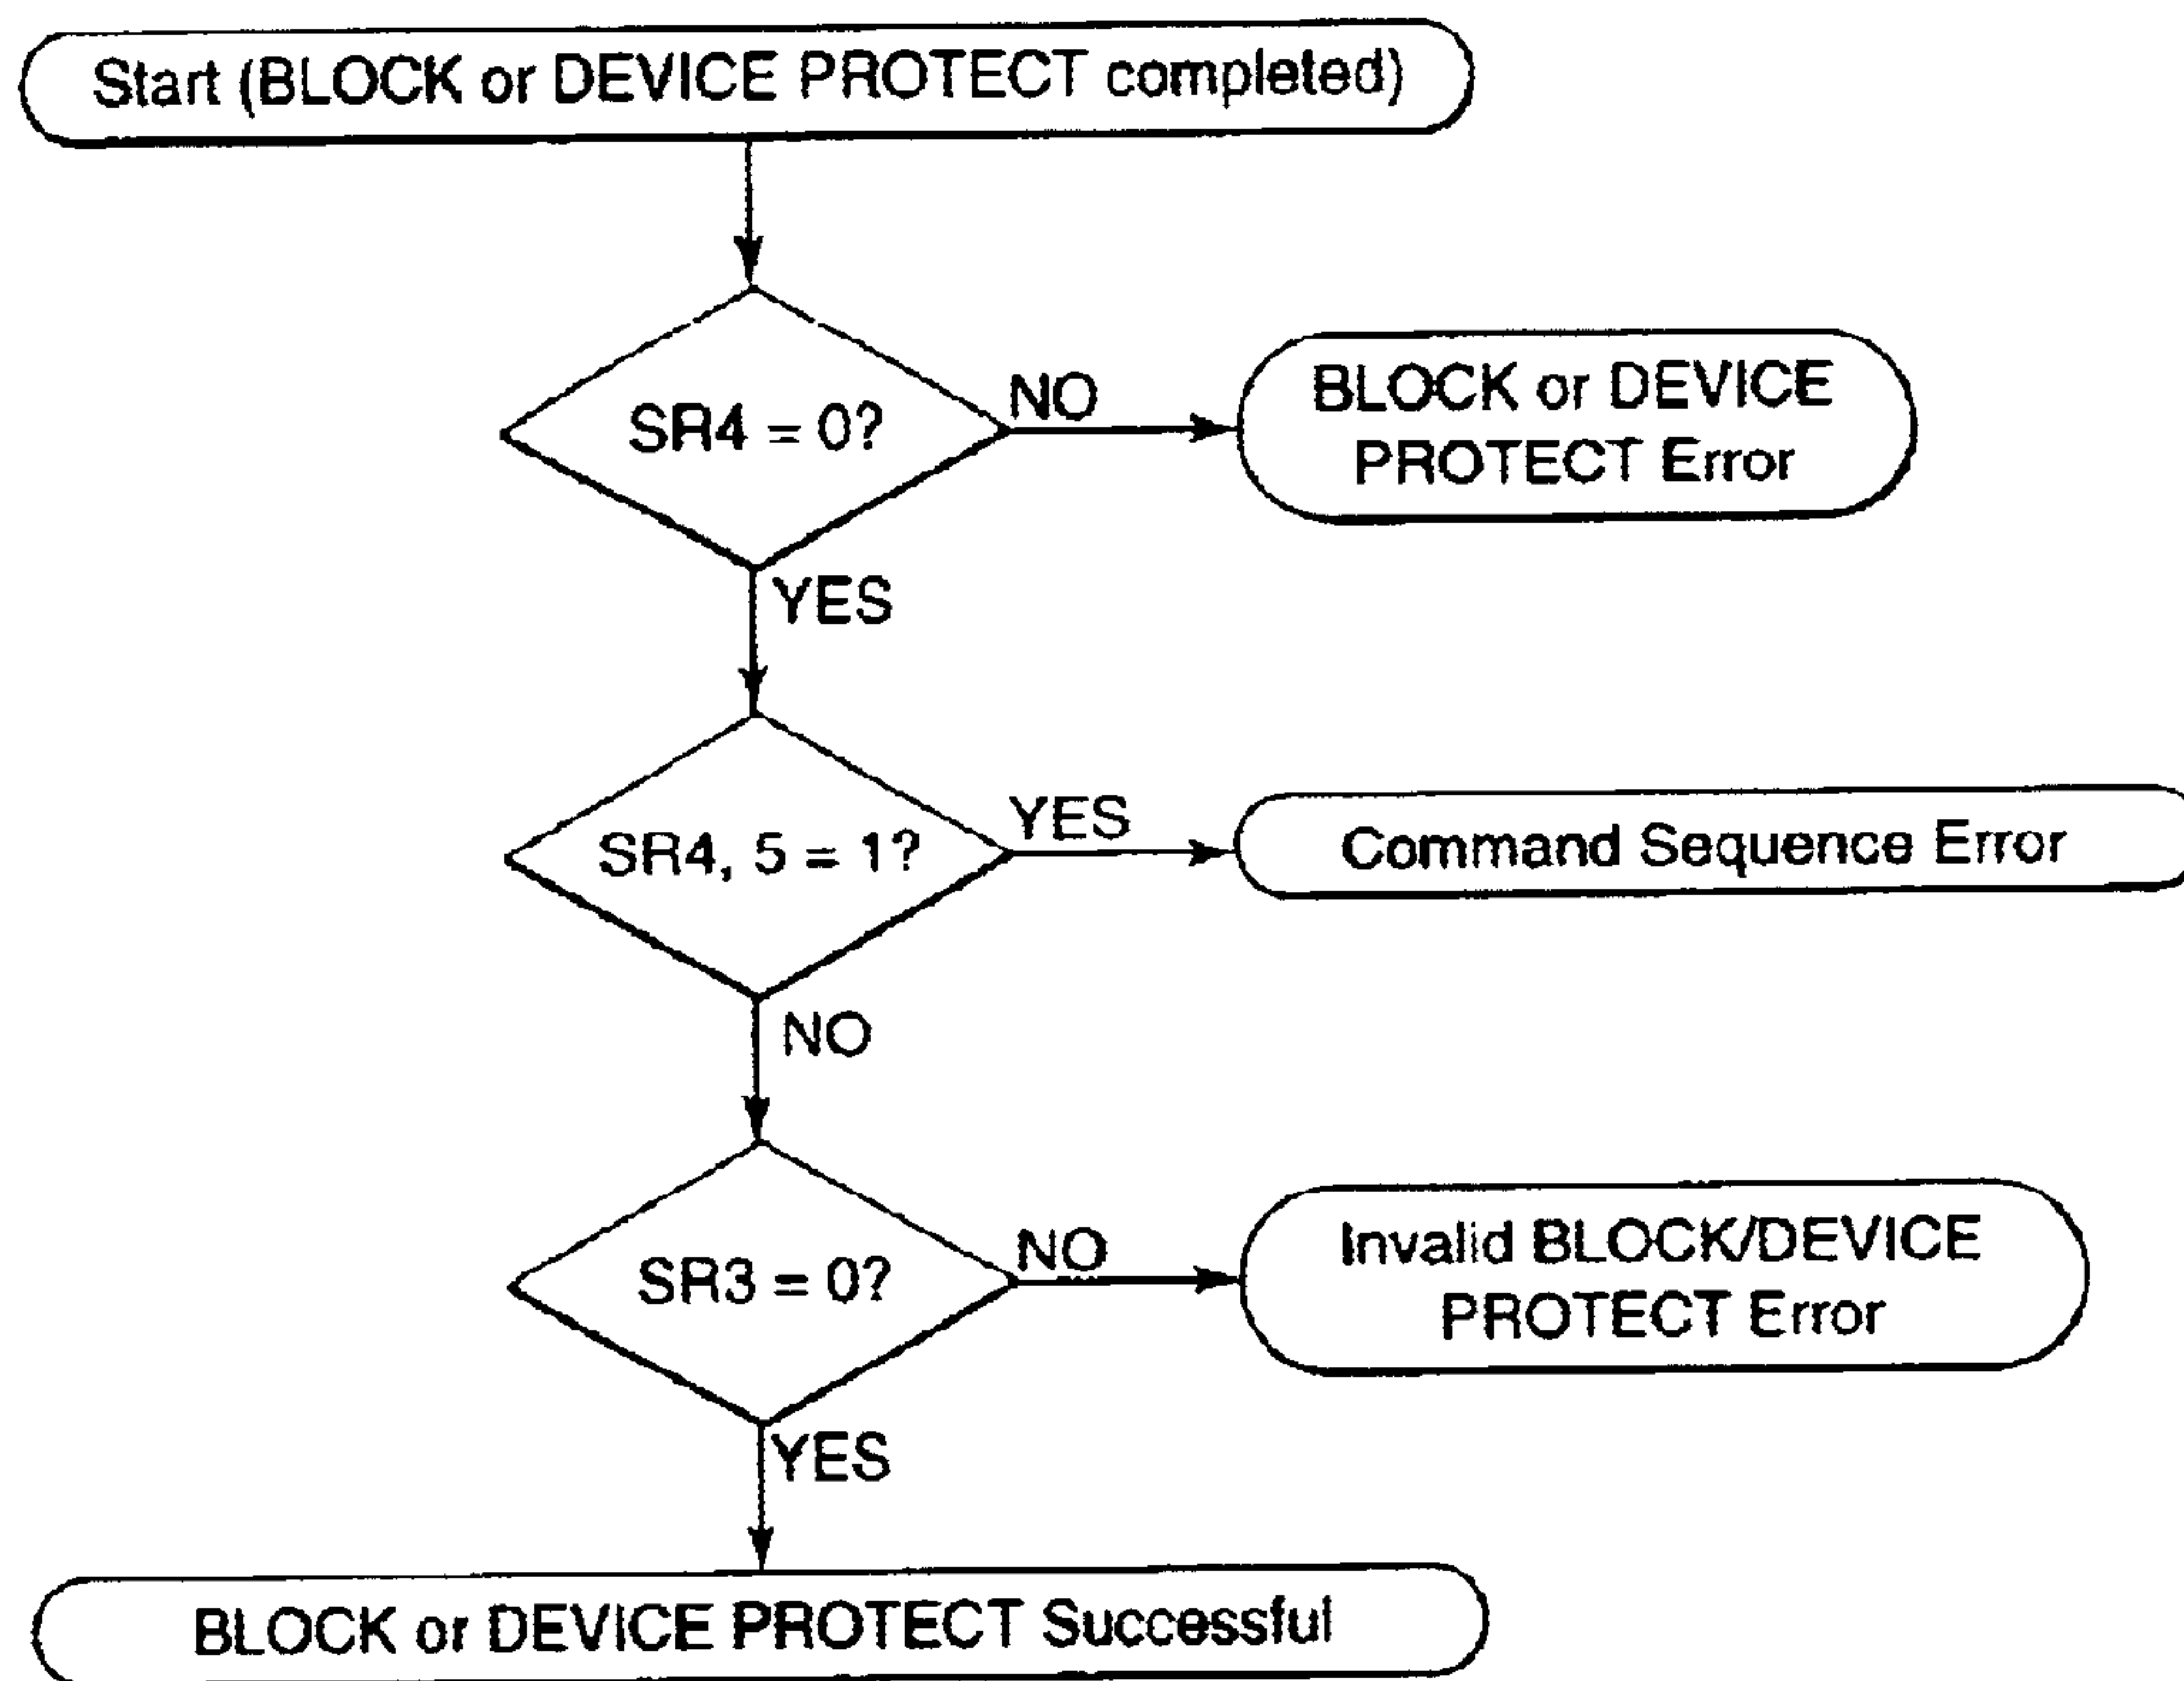 Start (BLOCK or DEVICE PROTECT completed)
SR4 = 0?
NO
BLOCK or DEVICE
PROTECT Error
YES
SR4, 5 = 1?
YES
Command Sequence Error
NO
SR3 = 0?
NO
Invalid BLOCK/DEVICE
PROTECT Error
YES
BLOCK or DEVICE PROTECT Successful